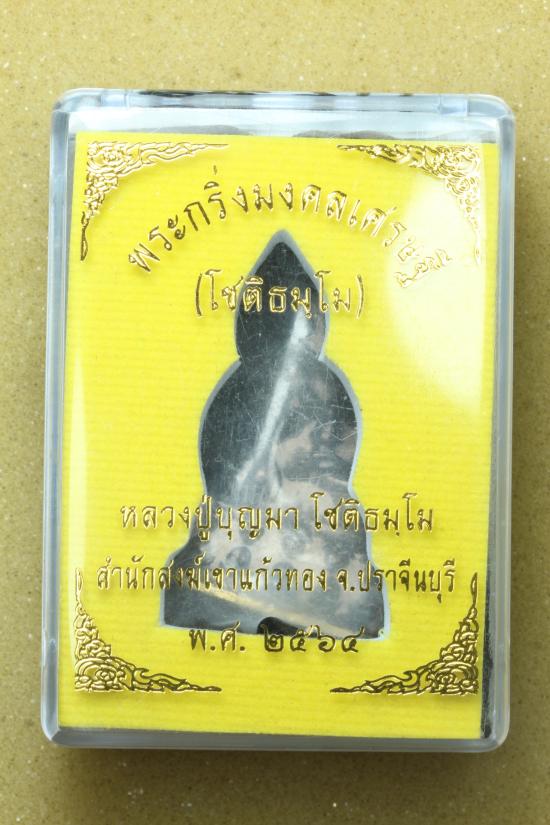 พระกริ่งมงคลเศรษฐี
(โชติธมฺโม)
หลวงปู่บุญมา โชติธมฺโม
สำนักสงฆ์เขาแก้วทอง จ.ปราจีนบุรี
พ.ศ. ๒๕๖๔